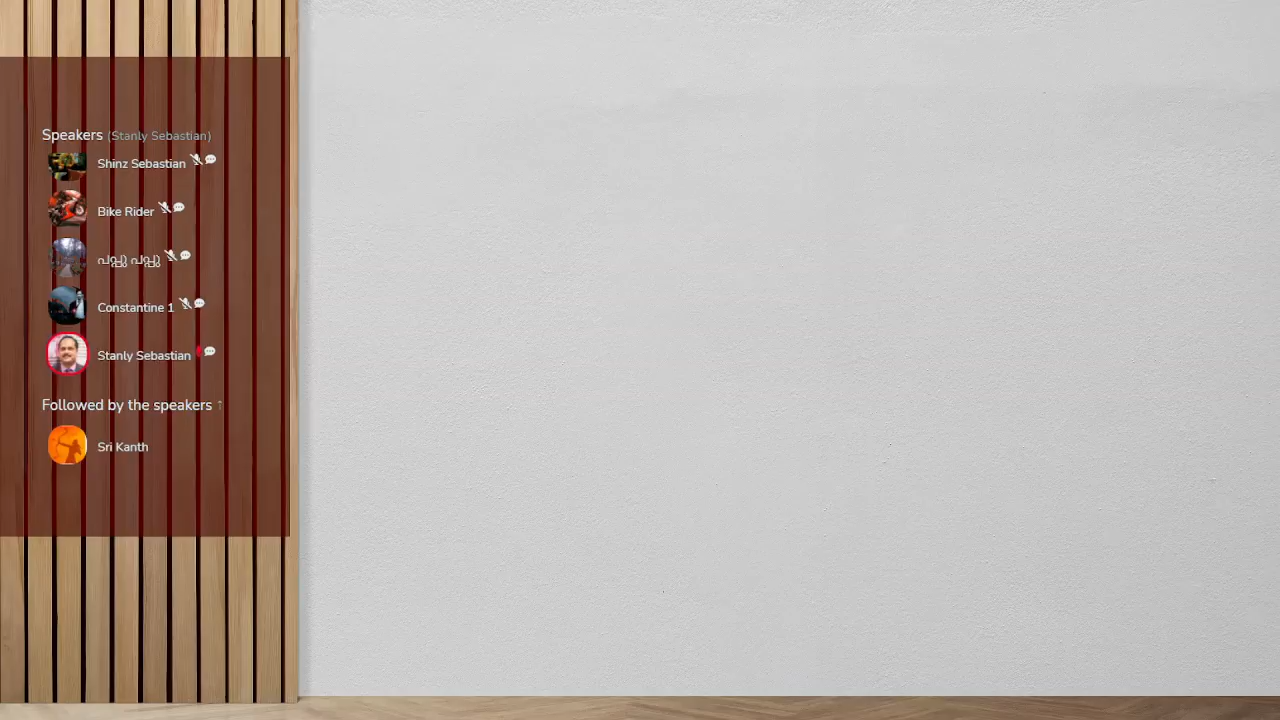 Speakers (Stanly Sebastian)
Shinz Sebastian
Bike Rider
Constantine 1
Stanly Sebastian
Followed by the speakers ↑
Sri Kanth